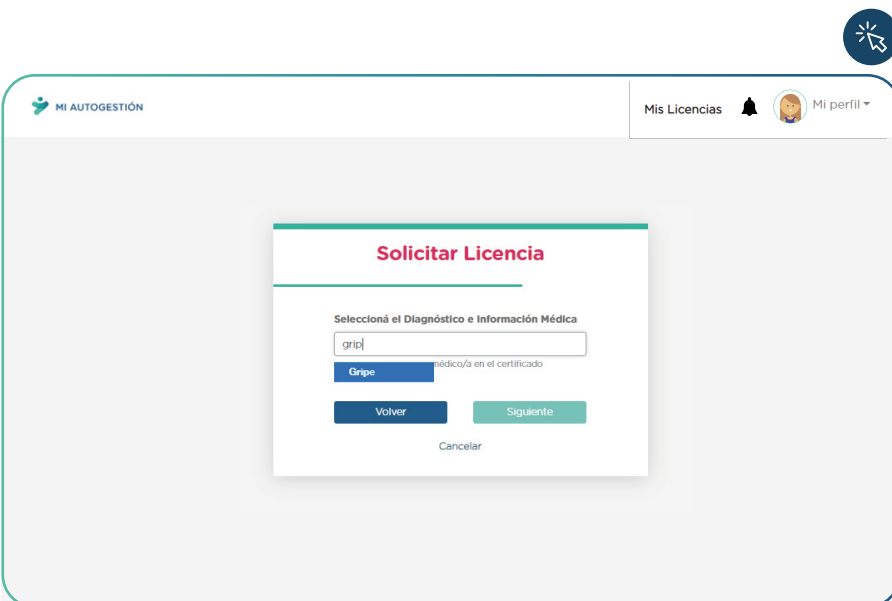 MI AUTOGESTIÓN
Mis Licencias
Mi perfil
Solicitar Licencia
Seleccioná el Diagnóstico e Información Médica
grip
médico/a en el certificado
Gripe
Volver
Siguiente
Cancelar